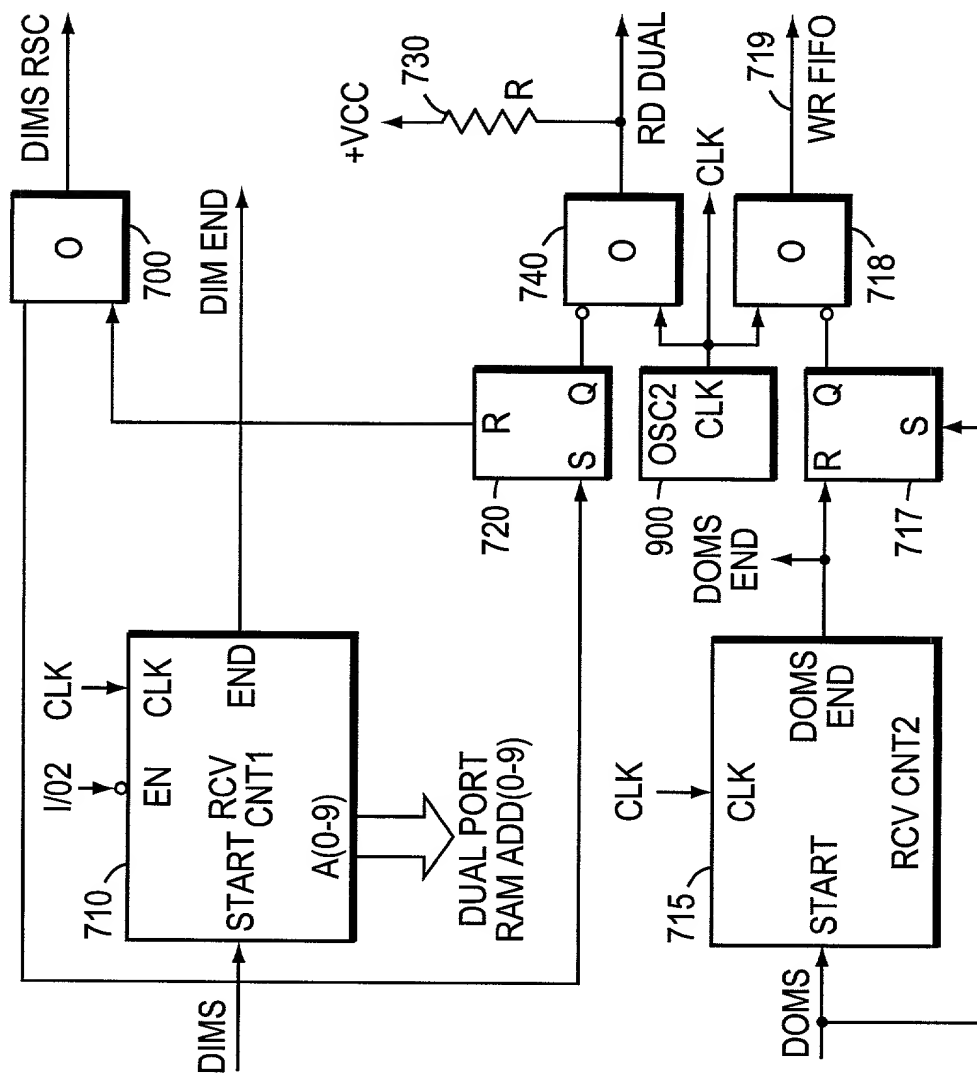 DIMS RSC
O
700
DIM END
+VCC
730
R
RD DUAL
740
O
CLK
719
WR FIFO
O
718
R
S Q
720
OSC2
CLK
900
R Q
S
717
DOMS
END
CLK
I/02
EN CLK
RCV
CNT1
START
END
A(0-9)
710
DIMS
DUAL PORT
RAM ADD(0-9)
CLK
715
CLK
START
DOMS
END
RCV CNT2
DOMS